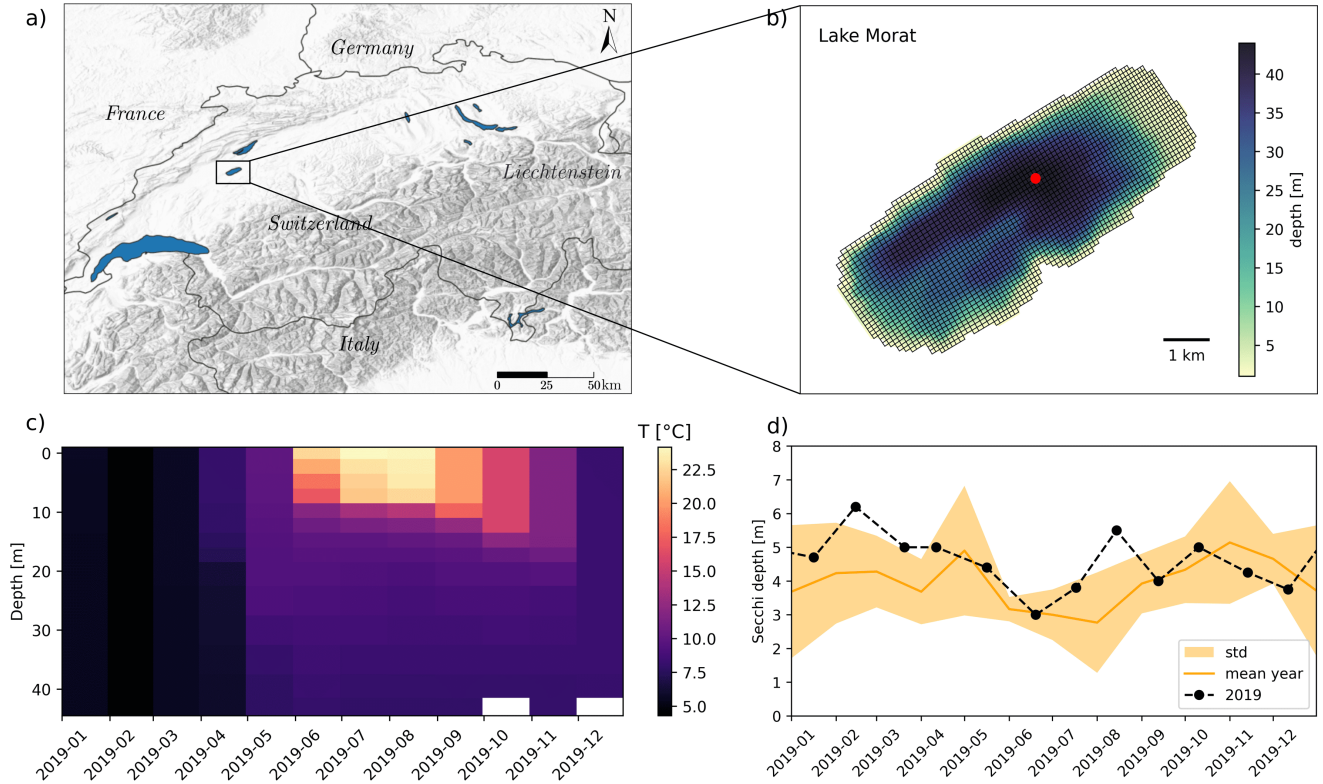 a)
N
Germany
France
Liechtenstein
Switzerland
Italy
0 25 50 km
b)
Lake Morat
40
35
30
25
20
15
10
5
depth [m]
1 km
c)
T [°C]
0
10
20
30
40
Depth [m]
2019-01
2019-02
2019-03
2019-04
2019-05
2019-06
2019-07
2019-08
2019-09
2019-10
2019-11
2019-12
22.5
20.0
17.5
15.0
12.5
10.0
7.5
5.0
d)
8
7
6
5
4
3
2
1
0
Secchi depth [m]
std
mean year
2019
2019-01
2019-02
2019-03
2019-04
2019-05
2019-06
2019-07
2019-08
2019-09
2019-10
2019-11
2019-12